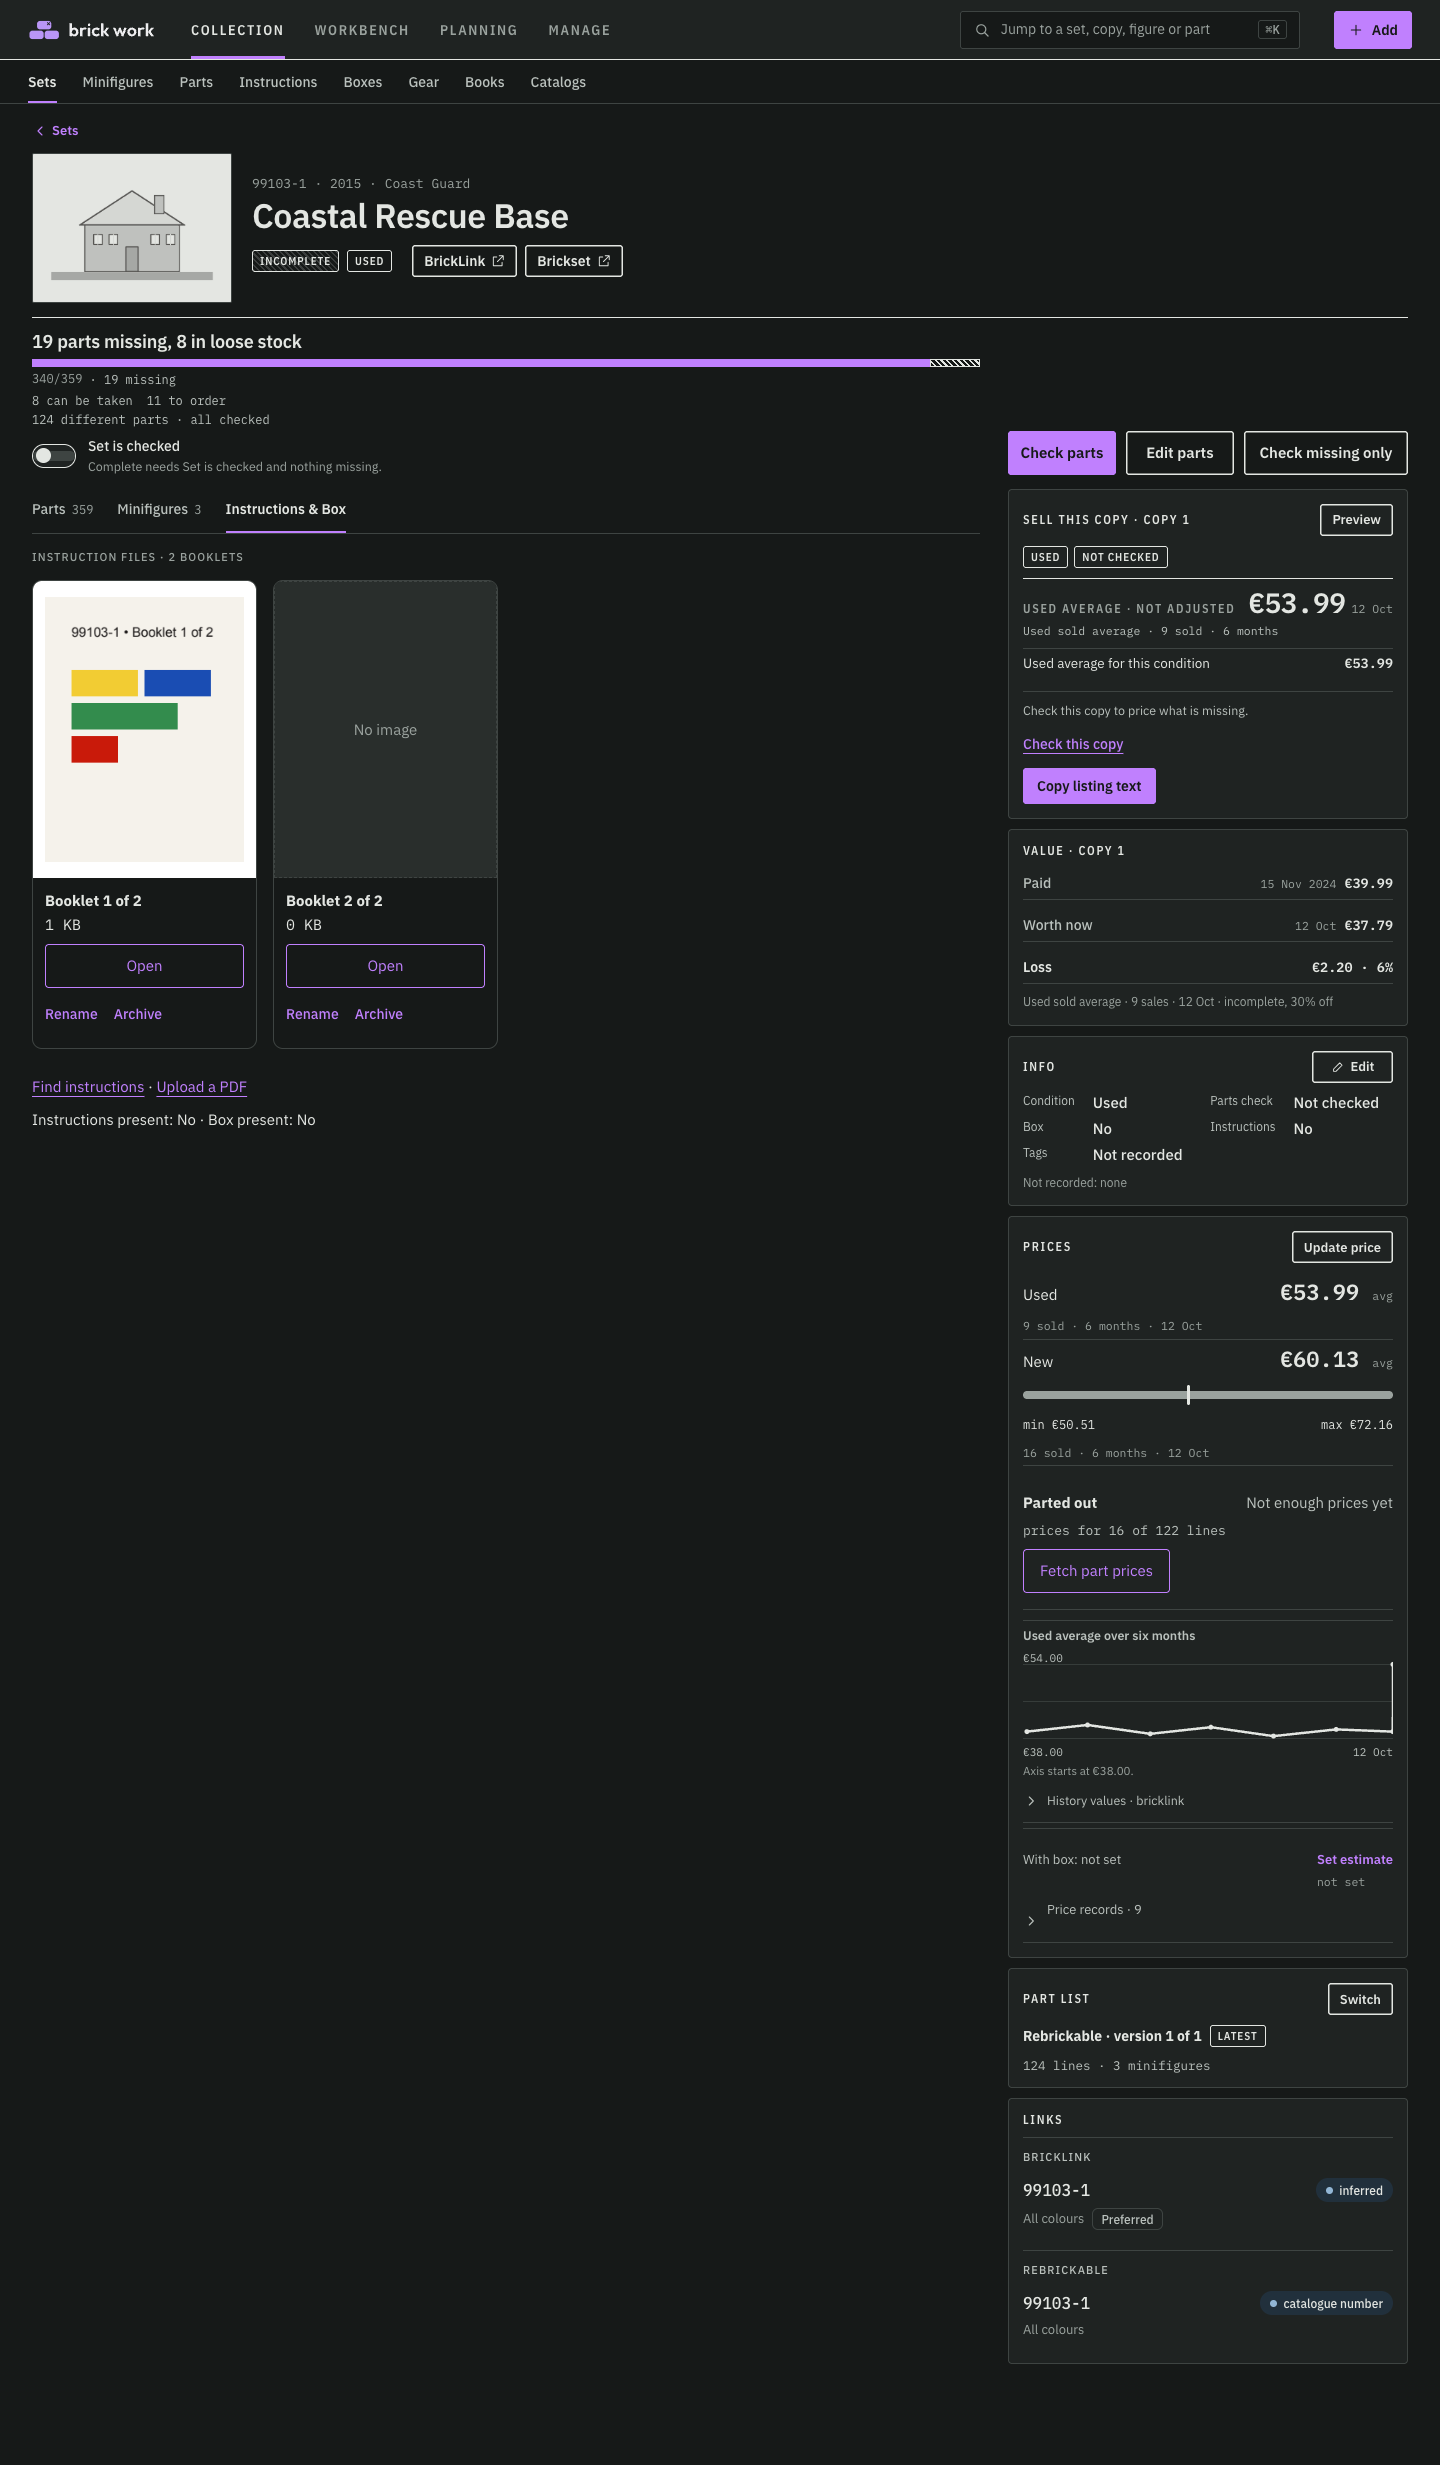 brick work
COLLECTION
WORKBENCH
PLANNING
MANAGE
Jump to a set, copy, figure or part
⌘K
Add
Sets
Minifigures
Parts
Instructions
Boxes
Gear
Books
Catalogs
Sets
99103-1 · 2015 · Coast Guard
Coastal Rescue Base
INCOMPLETE
USED
BrickLink
Brickset
19 parts missing, 8 in loose stock
340/359 · 19 missing
8 can be taken 11 to order
124 different parts · all checked
Set is checked
Complete needs Set is checked and nothing missing.
Parts 359
Minifigures 3
Instructions & Box
INSTRUCTION FILES · 2 BOOKLETS
99103-1 • Booklet 1 of 2
Booklet 1 of 2
1 KB
Open
Rename
Archive
No image
Booklet 2 of 2
0 KB
Open
Rename
Archive
Find instructions · Upload a PDF
Instructions present: No · Box present: No
Check parts
Edit parts
Check missing only
SELL THIS COPY · COPY 1
Preview
USED
NOT CHECKED
USED AVERAGE · NOT ADJUSTED €53.99 12 Oct
Used sold average · 9 sold · 6 months
Used average for this condition €53.99
Check this copy to price what is missing.
Check this copy
Copy listing text
VALUE · COPY 1
Paid 15 Nov 2024 €39.99
Worth now 12 Oct €37.79
Loss €2.20 · 6%
Used sold average · 9 sales · 12 Oct · incomplete, 30% off
INFO
Edit
Condition Used Parts check Not checked
Box No Instructions No
Tags Not recorded
Not recorded: none
PRICES
Update price
Used €53.99 avg
9 sold · 6 months · 12 Oct
New €60.13 avg
min €50.51 max €72.16
16 sold · 6 months · 12 Oct
Parted out Not enough prices yet
prices for 16 of 122 lines
Fetch part prices
Used average over six months
€54.00
€38.00 12 Oct
Axis starts at €38.00.
History values · bricklink
With box: not set Set estimate
not set
Price records · 9
PART LIST
Switch
Rebrickable · version 1 of 1 LATEST
124 lines · 3 minifigures
LINKS
BRICKLINK
99103-1 inferred
All colours Preferred
REBRICKABLE
99103-1 catalogue number
All colours